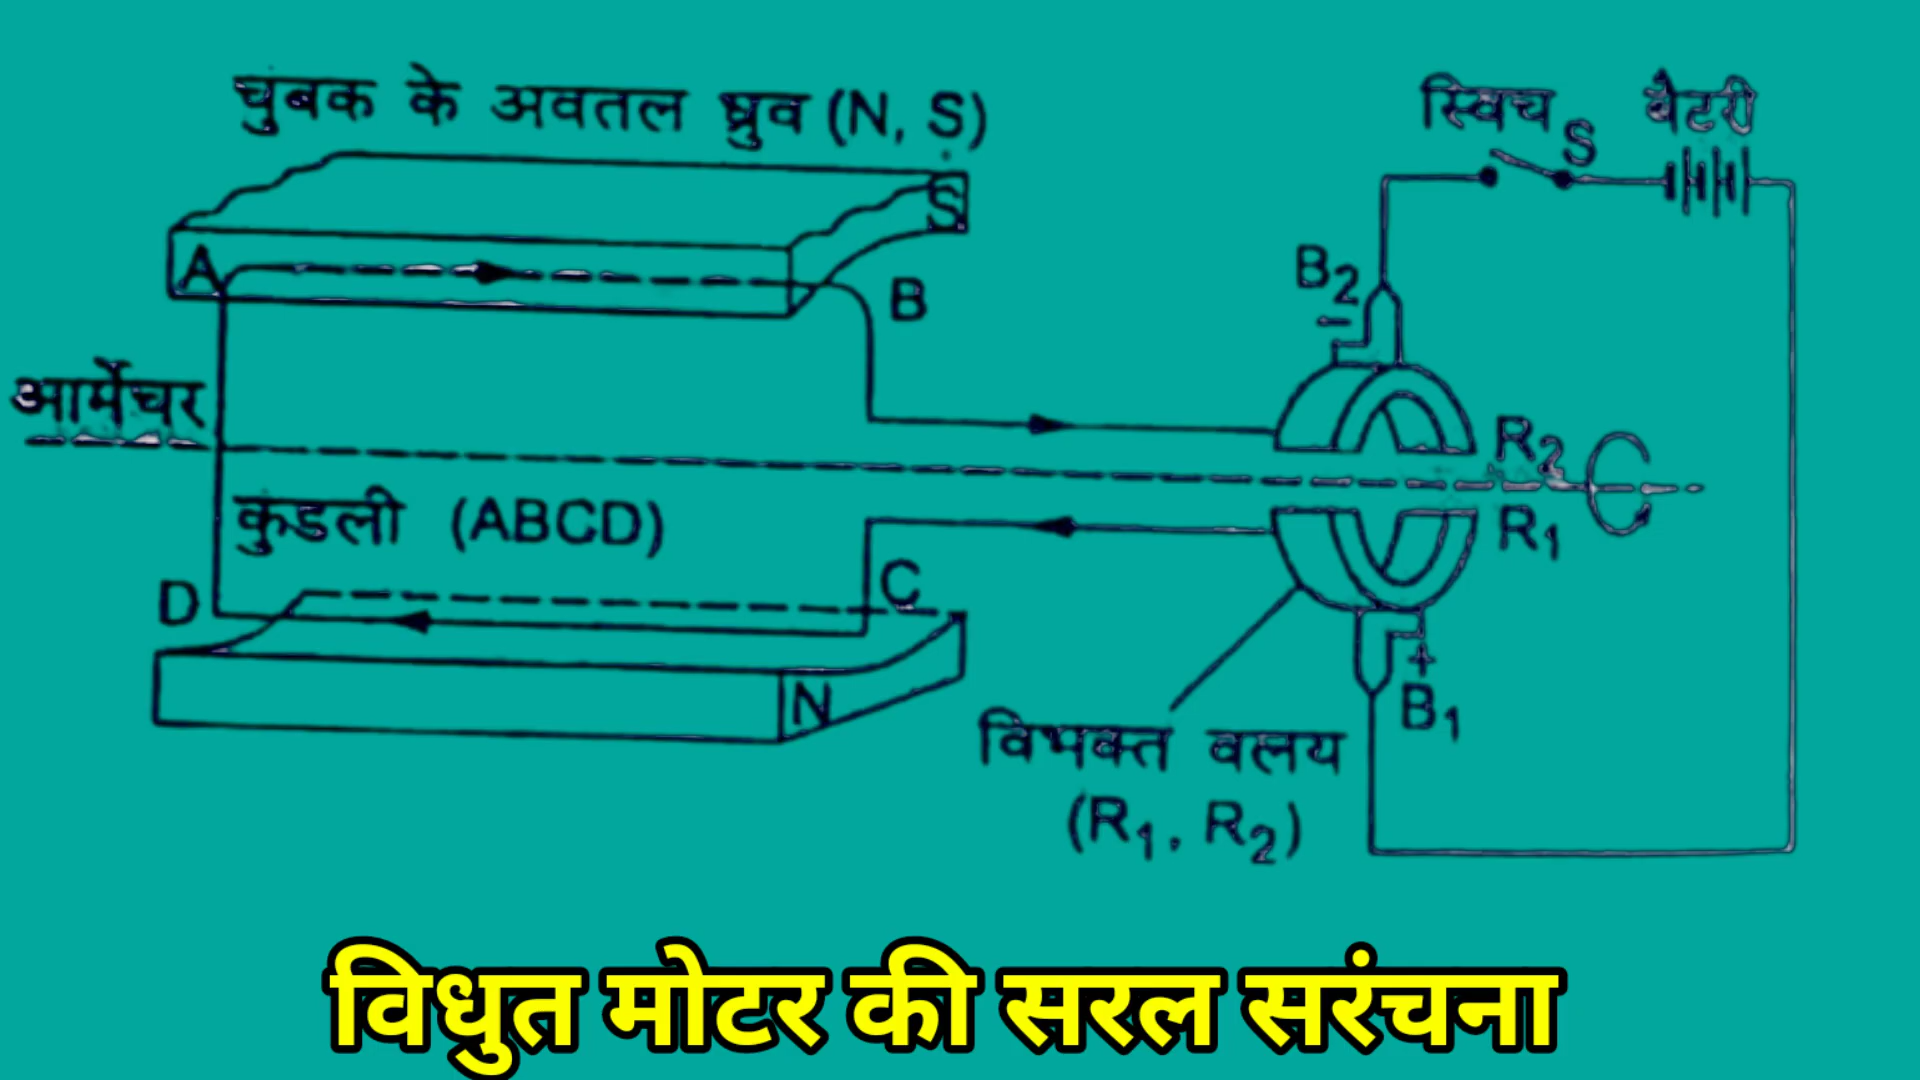 चुबक के अवतल ध्रुव (N, S)
स्विच S बैटरी
S
A
B
B2
-
आर्मेचर
R2
कुंडली (ABCD)
R1
D
C
+
N
B1
विभक्त वलय
(R1, R2)
विधुत मोटर की सरल सरंचना